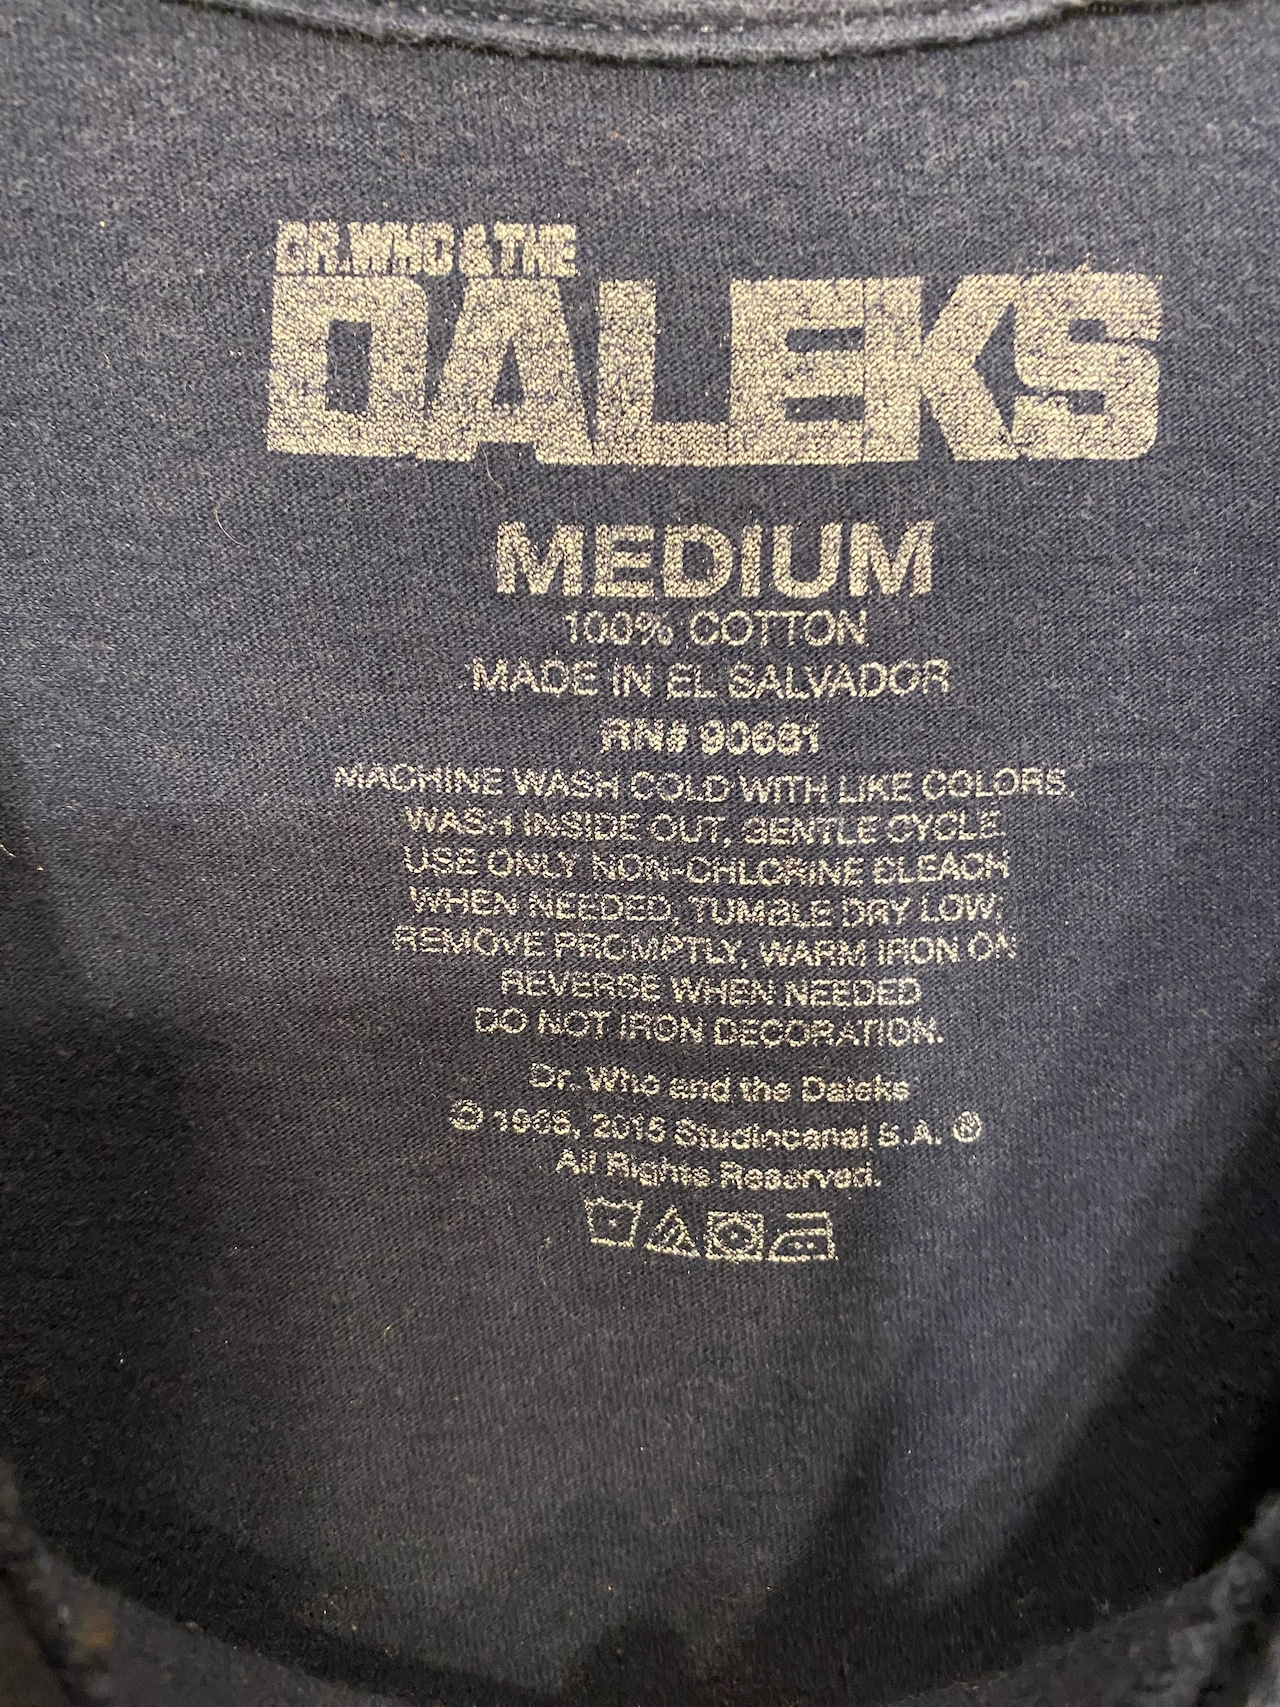 DR.WHO & THE
DALEKS
MEDIUM
100% COTTON
MADE IN EL SALVADOR
RN# 90681
MACHINE WASH COLD WITH LIKE COLORS,
WASH INSIDE OUT, GENTLE CYCLE.
USE ONLY NON-CHLORINE BLEACH
WHEN NEEDED, TUMBLE DRY LOW,
REMOVE PROMPTLY, WARM IRON ON
REVERSE WHEN NEEDED
DO NOT IRON DECORATION.
Dr. Who and the Daleks
© Studiocanal S.A. ®
All Rights Reserved.